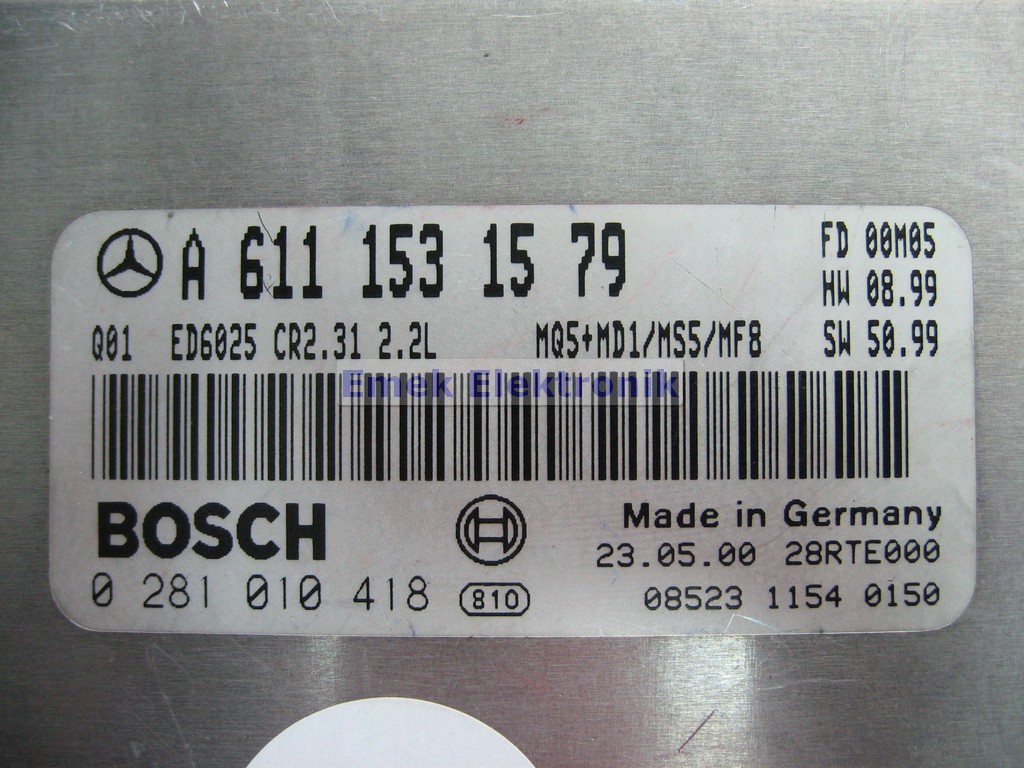 A 611 153 15 79
FD 00M05
HW 08.99
Q01 ED6025 CR2.31 2.2L MQ5+MD1/MS5/MF8 SW 50.99
Emek Elektronik
BOSCH
Made in Germany
23.05.00 28RTE000
0 281 010 418 810 08523 1154 0150